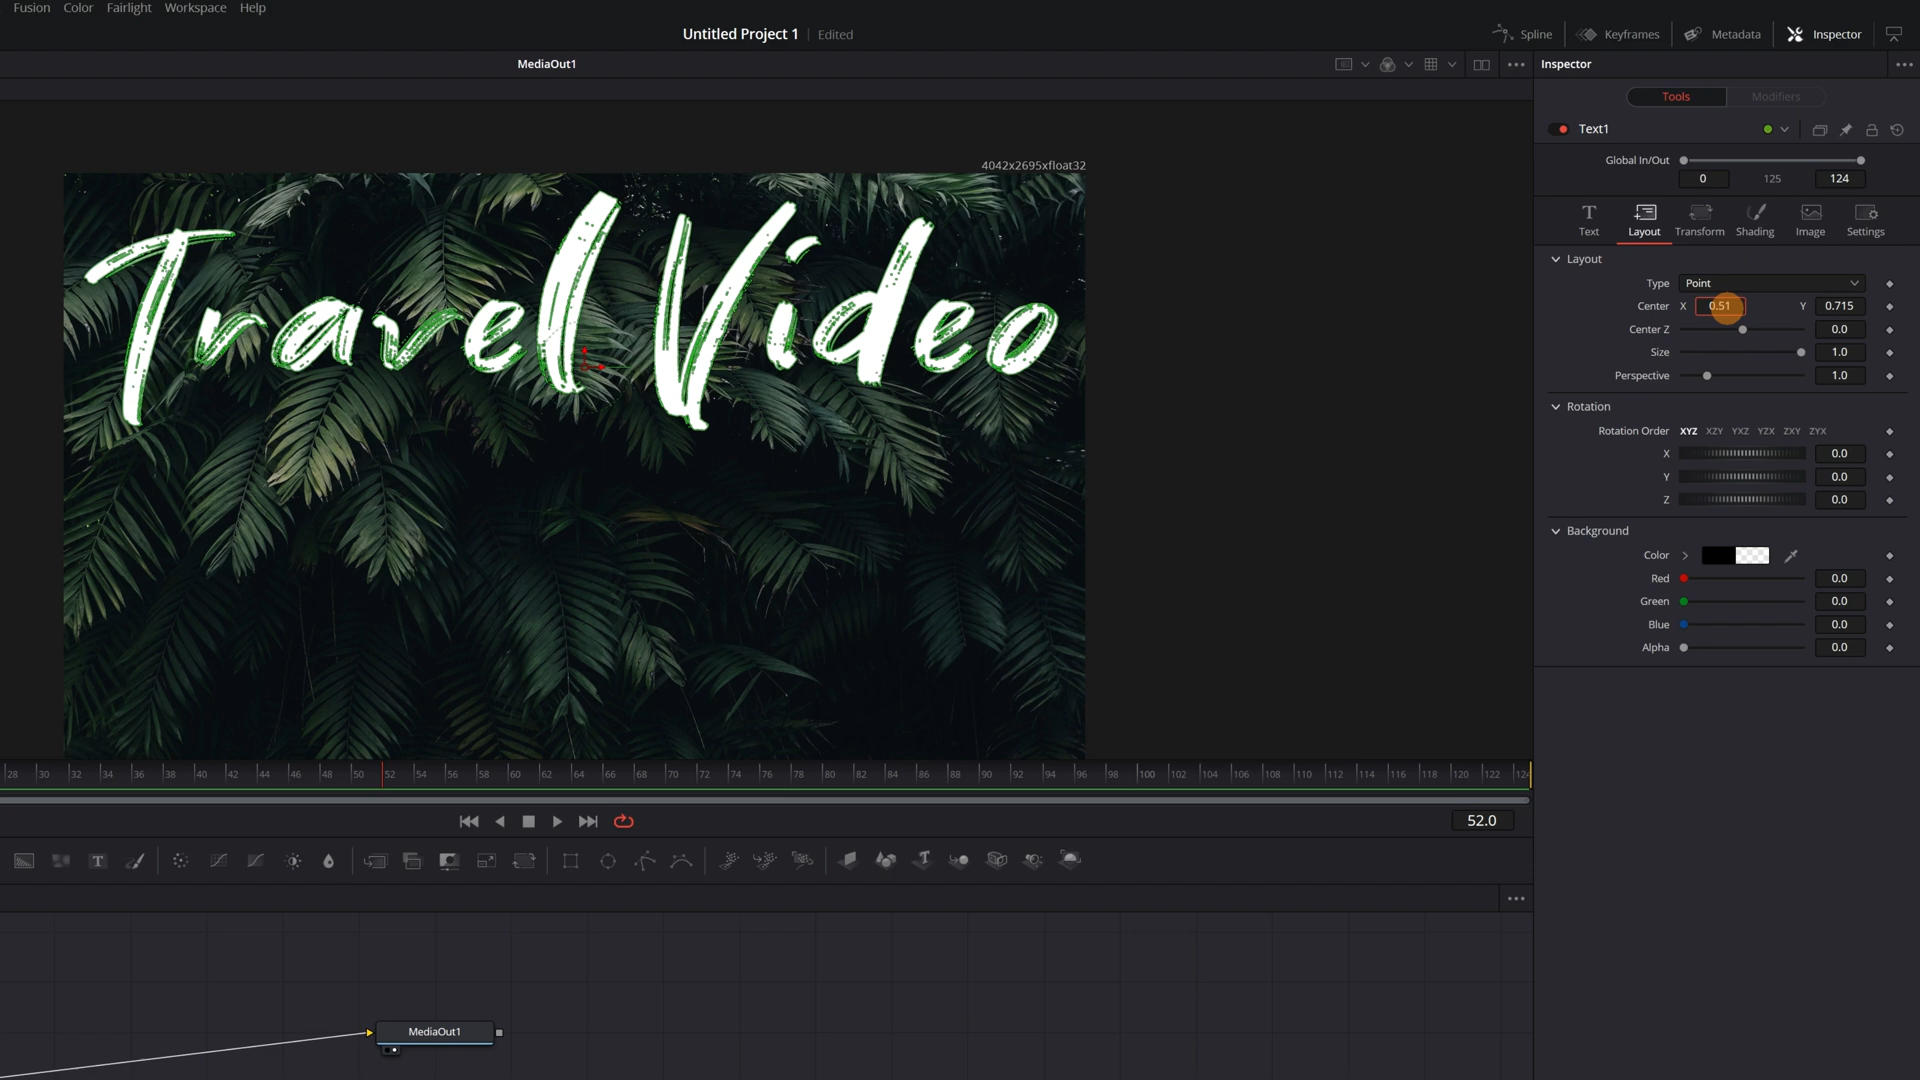 Fusion Color Fairlight Workspace Help
Untitled Project 1 Edited
Spline Keyframes Metadata Inspector
MediaOut1
Inspector
Tools Modifiers
Text1
4042x2695xfloat32
Global In/Out
0 125 124
Text Layout Transform Shading Image Settings
Travel Video
Layout
Type Point
Center X 0.51 Y 0.715
Center Z 0.0
Size 1.0
Perspective 1.0
Rotation
Rotation Order XYZ XZY YXZ YZX ZXY ZYX
X 0.0
Y 0.0
Z 0.0
Background
Color
Red 0.0
Green 0.0
Blue 0.0
Alpha 0.0
28 30 32 34 36 38 40 42 44 46 48 50 52 54 56 58 60 62 64 66 68 70 72 74 76 78 80 82 84 86 88 90 92 94 96 98 100 102 104 106 108 110 112 114 116 118 120 122
52.0
MediaOut1